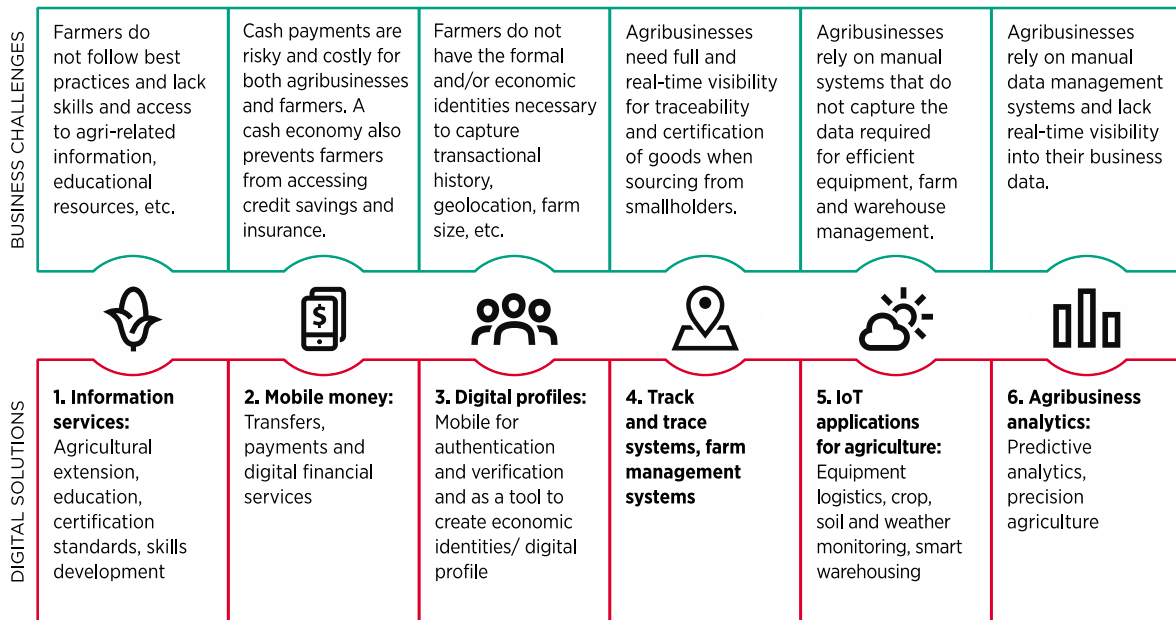 BUSINESS CHALLENGES
Farmers do
not follow best
practices and lack
skills and access
to agri-related
information,
educational
resources, etc.
Cash payments are
risky and costly for
both agribusinesses
and farmers. A
cash economy also
prevents farmers
from accessing
credit savings and
insurance.
Farmers do not
have the formal
and/or economic
identities necessary
to capture
transactional
history,
geolocation, farm
size, etc.
Agribusinesses
need full and
real-time visibility
for traceability
and certification
of goods when
sourcing from
smallholders.
Agribusinesses
rely on manual
systems that do
not capture the
data required
for efficient
equipment, farm
and warehouse
management.
Agribusinesses
rely on manual
data management
systems and lack
real-time visibility
into their business
data.
$
DIGITAL SOLUTIONS
1. Information
services:
Agricultural
extension,
education,
certification
standards, skills
development
2. Mobile money:
Transfers,
payments and
digital financial
services
3. Digital profiles:
Mobile for
authentication
and verification
and as a tool to
create economic
identities/ digital
profile
4. Track
and trace
systems, farm
management
systems
5. IoT
applications
for agriculture:
Equipment
logistics, crop,
soil and weather
monitoring, smart
warehousing
6. Agribusiness
analytics:
Predictive
analytics,
precision
agriculture